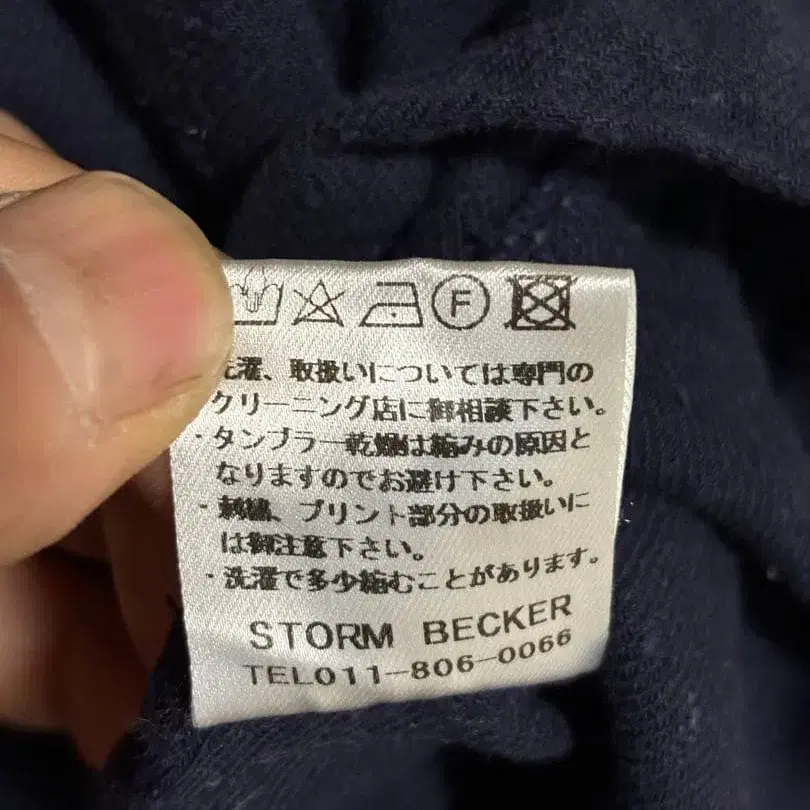 F
洗濯、取扱いについては専門の
クリーニング店に御相談下さい。
・タンブラー乾燥は縮みの原因と
なりますのでお避け下さい。
・刺繍、プリント部分の取扱いに
は御注意下さい。
・洗濯で多少縮むことがあります。
STORM BECKER
TEL011-806-0066